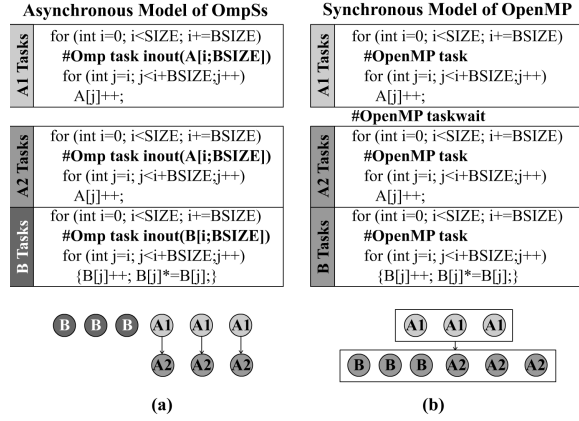 Asynchronous Model of OmpSs
A1 Tasks
for (int i=0; i<SIZE; i+=BSIZE)
#Omp task inout(A[i;BSIZE])
for (int j=i; j<i+BSIZE;j++)
A[j]++;
A2 Tasks
for (int i=0; i<SIZE; i+=BSIZE)
#Omp task inout(A[i;BSIZE])
for (int j=i; j<i+BSIZE;j++)
A[j]++;
B Tasks
for (int i=0; i<SIZE; i+=BSIZE)
#Omp task inout(B[i;BSIZE])
for (int j=i; j<i+BSIZE;j++)
{B[j]++; B[j]*=B[j];}
B B B A1 A1 A1
A2 A2 A2
(a)
Synchronous Model of OpenMP
A1 Tasks
for (int i=0; i<SIZE; i+=BSIZE)
#OpenMP task
for (int j=i; j<i+BSIZE;j++)
A[j]++;
#OpenMP taskwait
A2 Tasks
for (int i=0; i<SIZE; i+=BSIZE)
#OpenMP task
for (int j=i; j<i+BSIZE;j++)
A[j]++;
B Tasks
for (int i=0; i<SIZE; i+=BSIZE)
#OpenMP task
for (int j=i; j<i+BSIZE;j++)
{B[j]++; B[j]*=B[j];}
A1 A1 A1
B B B A2 A2 A2
(b)